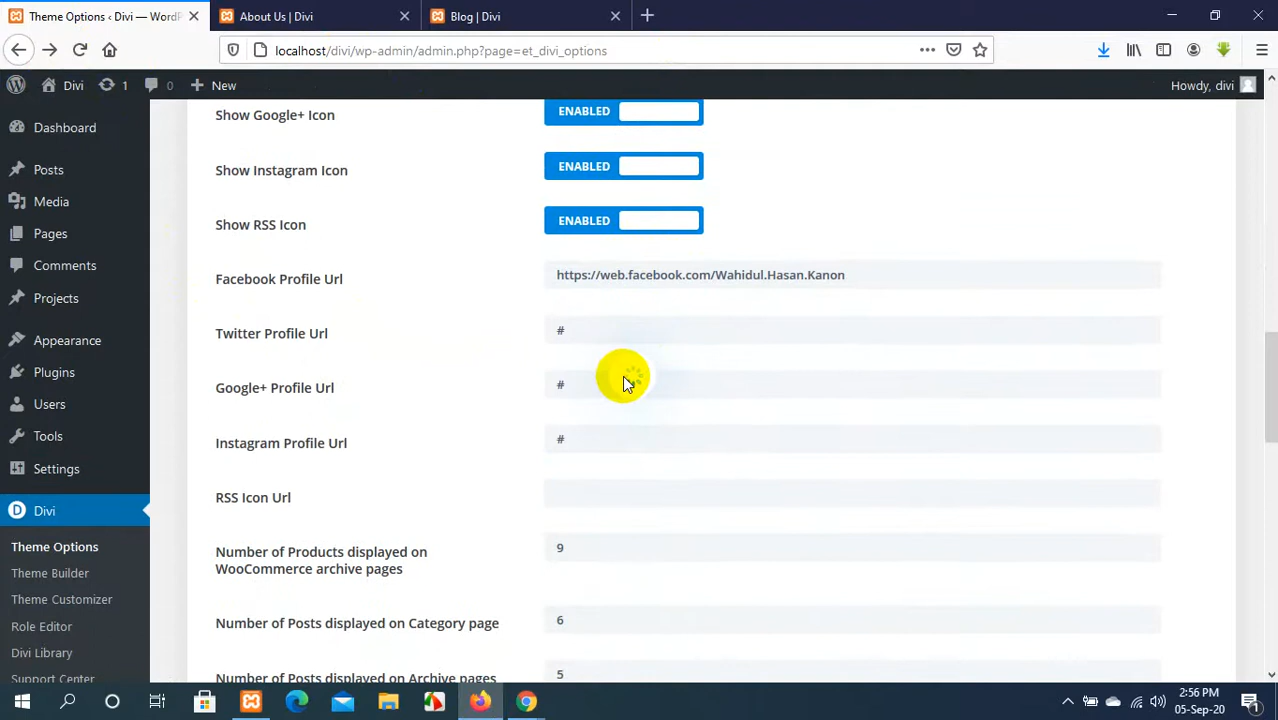 Theme Options ‹ Divi — WordP
About Us | Divi
Blog | Divi
localhost/divi/wp-admin/admin.php?page=et_divi_options
Divi
1
0
New
Howdy, divi
Dashboard
Posts
Media
Pages
Comments
Projects
Appearance
Plugins
Users
Tools
Settings
Divi
Theme Options
Theme Builder
Theme Customizer
Role Editor
Divi Library
Support Center
Show Google+ Icon
ENABLED
Show Instagram Icon
ENABLED
Show RSS Icon
ENABLED
Facebook Profile Url
https://web.facebook.com/Wahidul.Hasan.Kanon
Twitter Profile Url
#
Google+ Profile Url
#
Instagram Profile Url
#
RSS Icon Url
Number of Products displayed on
WooCommerce archive pages
9
Number of Posts displayed on Category page
6
Number of Posts displayed on Archive pages
5
2:56 PM
05-Sep-20
1